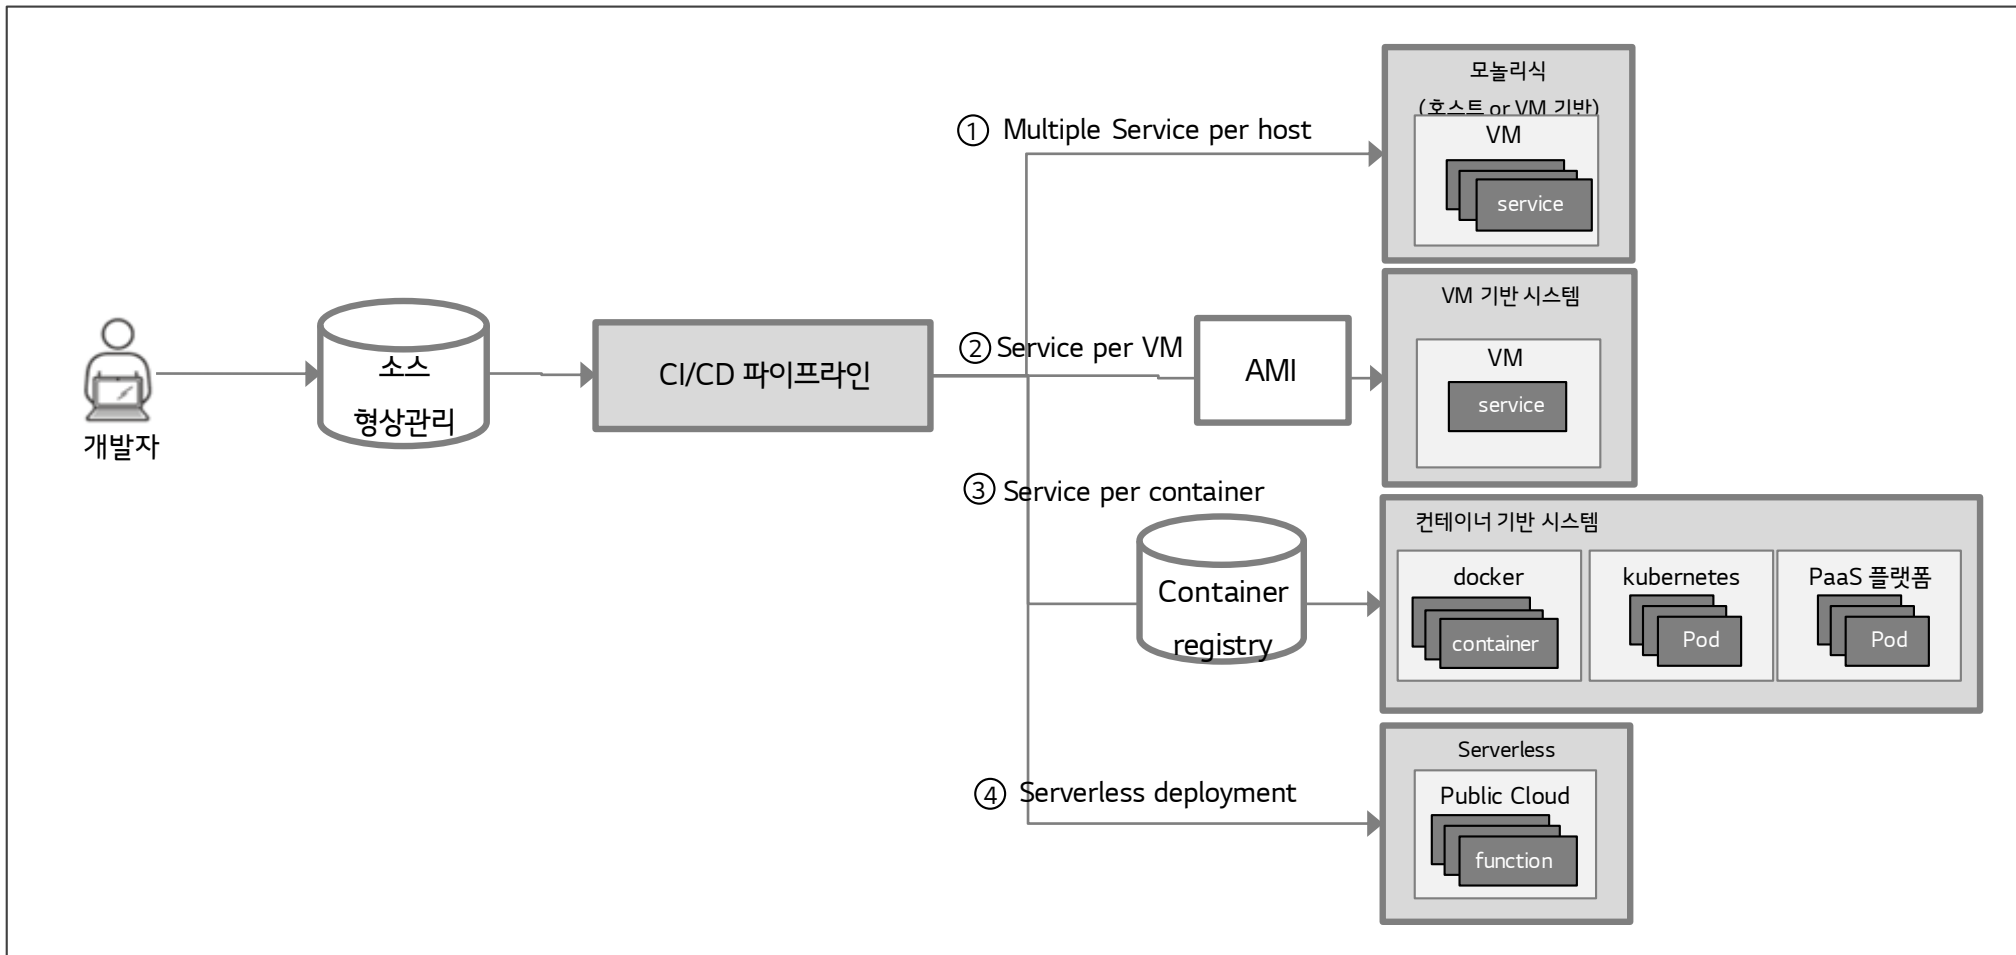 모놀리식
(호스트 or VM 기반)
① Multiple Service per host
VM
service
VM 기반 시스템
② Service per VM
AMI
VM
service
소스
형상관리
CI/CD 파이프라인
개발자
③ Service per container
컨테이너 기반 시스템
docker
container
kubernetes
Pod
PaaS 플랫폼
Pod
Container
registry
Serverless
④ Serverless deployment
Public Cloud
function